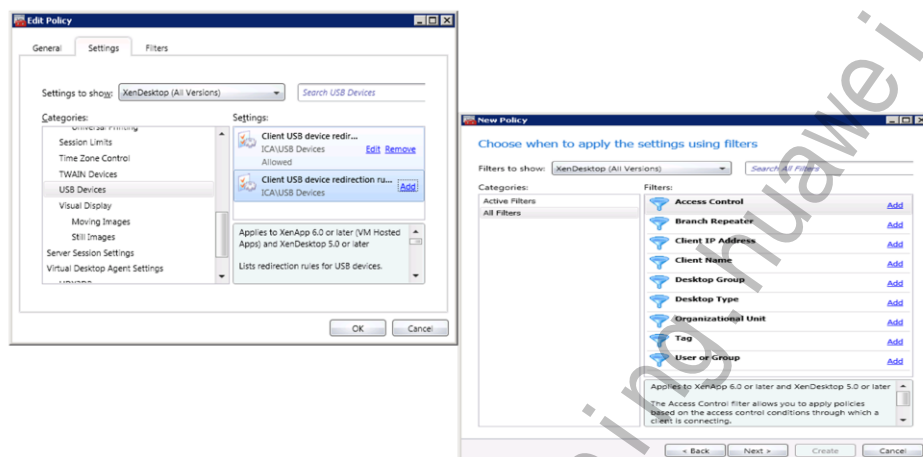 Edit Policy
General Settings Filters
Settings to show: XenDesktop (All Versions) Search USB Devices
Categories: Settings:
Universal Printing
Session Limits
Time Zone Control
TWAIN Devices
USB Devices
Visual Display
Moving Images
Still Images
Server Session Settings
Virtual Desktop Agent Settings
Client USB device redir...
ICA\USB Devices Edit Remove
Allowed
Client USB device redirection ru...
ICA\USB Devices Add
Applies to XenApp 6.0 or later (VM Hosted
Apps) and XenDesktop 5.0 or later
Lists redirection rules for USB devices.
OK Cancel
New Policy
Choose when to apply the settings using filters
Filters to show: XenDesktop (All Versions) Search All Filters
Categories: Filters:
Active Filters
All Filters
Access Control Add
Branch Repeater Add
Client IP Address Add
Client Name Add
Desktop Group Add
Desktop Type Add
Organizational Unit Add
Tag Add
User or Group Add
Applies to XenApp 6.0 or later and XenDesktop 5.0 or later
The Access Control filter allows you to apply policies
based on the access control conditions through which a
client is connecting.
< Back Next > Create Cancel
ing.huawei.